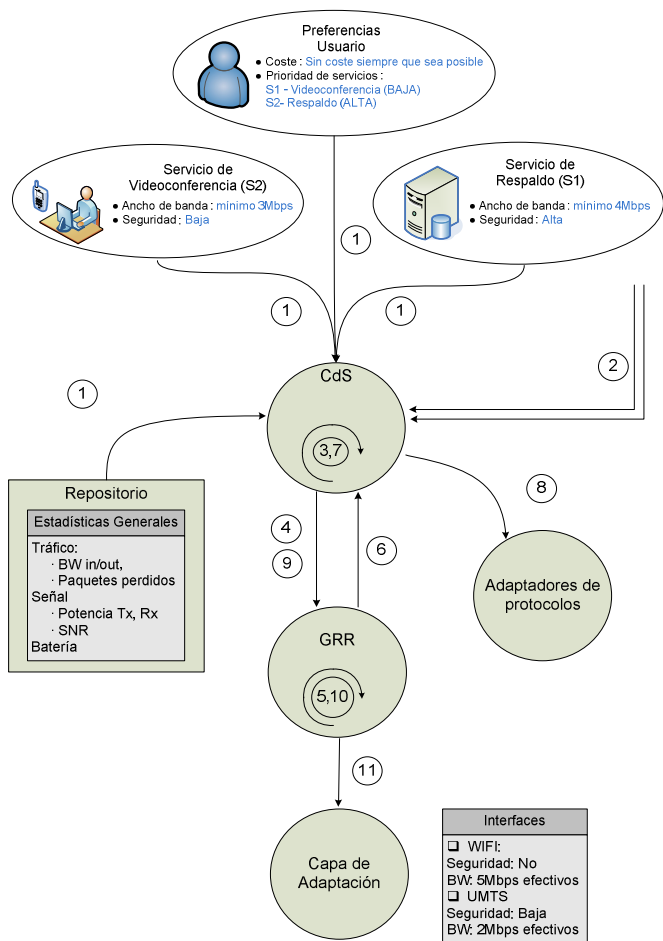 Preferencias
Usuario
● Coste : Sin coste siempre que sea posible
● Prioridad de servicios :
S1 - Videoconferencia (BAJA)
S2- Respaldo (ALTA)
Servicio de
Videoconferencia (S2)
● Ancho de banda : mínimo 3Mbps
● Seguridad : Baja
Servicio de
Respaldo (S1)
● Ancho de banda : mínimo 4Mbps
● Seguridad : Alta
1
1
1
2
CdS
1
3,7
8
Repositorio
Estadísticas Generales
Tráfico:
· BW in/out,
· Paquetes perdidos
Señal
· Potencia Tx, Rx
· SNR
Batería
4
9
6
Adaptadores de
protocolos
GRR
5,10
11
Capa de
Adaptación
Interfaces
❑ WIFI:
Seguridad: No
BW: 5Mbps efectivos
❑ UMTS
Seguridad: Baja
BW: 2Mbps efectivos